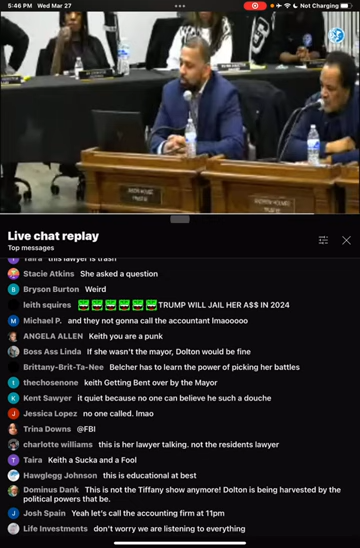 5:46 PM Wed Mar 27
Not Charging
Live chat replay
Top messages
Taira this lawyer is trash
Stacie Atkins She asked a question
Bryson Burton Weird
leith squires TRUMP WILL JAIL HER A$$ IN 2024
Michael P. and they not gonna call the accountant lmaoooo
ANGELA ALLEN Keith you are a punk
Boss Ass Linda If she wasn't the mayor, Dolton would be fine
Brittany-Brit-Ta-Nee Belcher has to learn the power of picking her battles
thechosenone keith Getting Bent over by the Mayor
Kent Sawyer it quiet because no one can believe he such a douche
Jessica Lopez no one called. lmao
Trina Downs @FBI
charlotte williams this is her lawyer talking. not the residents lawyer
Taira Keith a Sucka and a Fool
Hawglegg Johnson this is educational at best
Dominus Dank This is not the Tiffany show anymore! Dolton is being harvested by the
political powers that be.
Josh Spain Yeah let's call the accounting firm at 11pm
Life Investments don't worry we are listening to everything